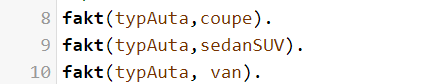 8 fakt(typAuta,coupe).
9 fakt(typAuta,sedanSUV).
10 fakt(typAuta, van).